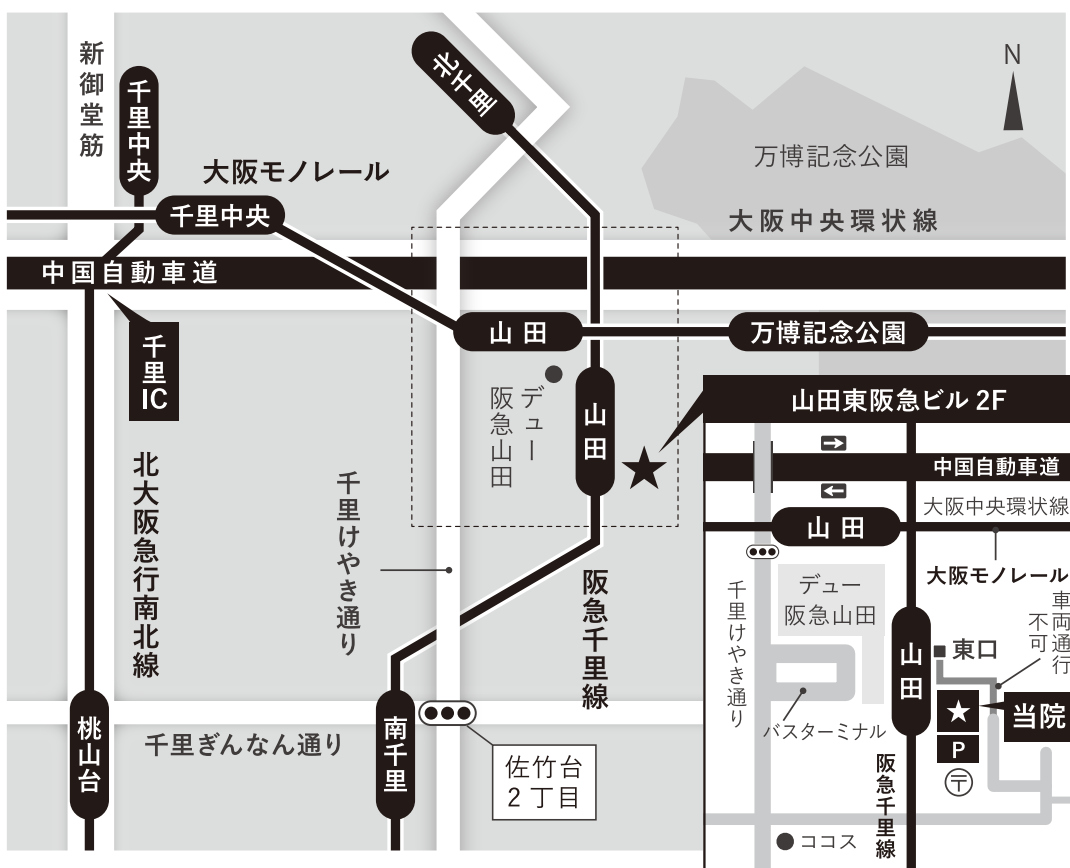 新御堂筋
千里中央
北千里
N
大阪モノレール
万博記念公園
千里中央
大阪中央環状線
中国自動車道
山田
万博記念公園
千里IC
デュー
阪急山田
山田
山田東阪急ビル 2F
北大阪急行南北線
千里けやき通り
阪急千里線
桃山台
千里ぎんなん通り
南千里
佐竹台
2丁目
→
中国自動車道
←
大阪中央環状線
山田
大阪モノレール
千里けやき通り
デュー
阪急山田
車両通行
不可
山田
東口
バスターミナル
★
当院
P
〒
阪急千里線
ココス